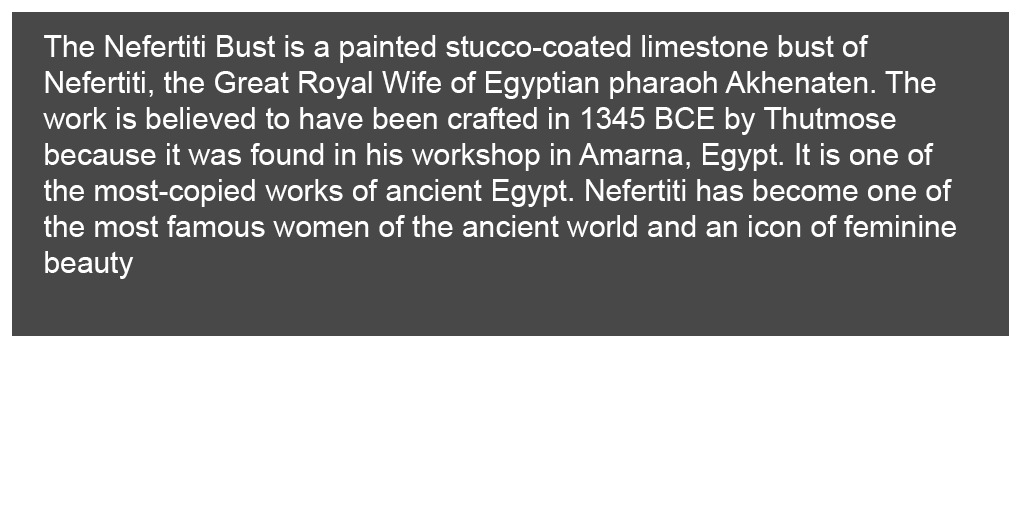 The Nefertiti Bust is a painted stucco-coated limestone bust of
Nefertiti, the Great Royal Wife of Egyptian pharaoh Akhenaten. The
work is believed to have been crafted in 1345 BCE by Thutmose
because it was found in his workshop in Amarna, Egypt. It is one of
the most-copied works of ancient Egypt. Nefertiti has become one of
the most famous women of the ancient world and an icon of feminine
beauty